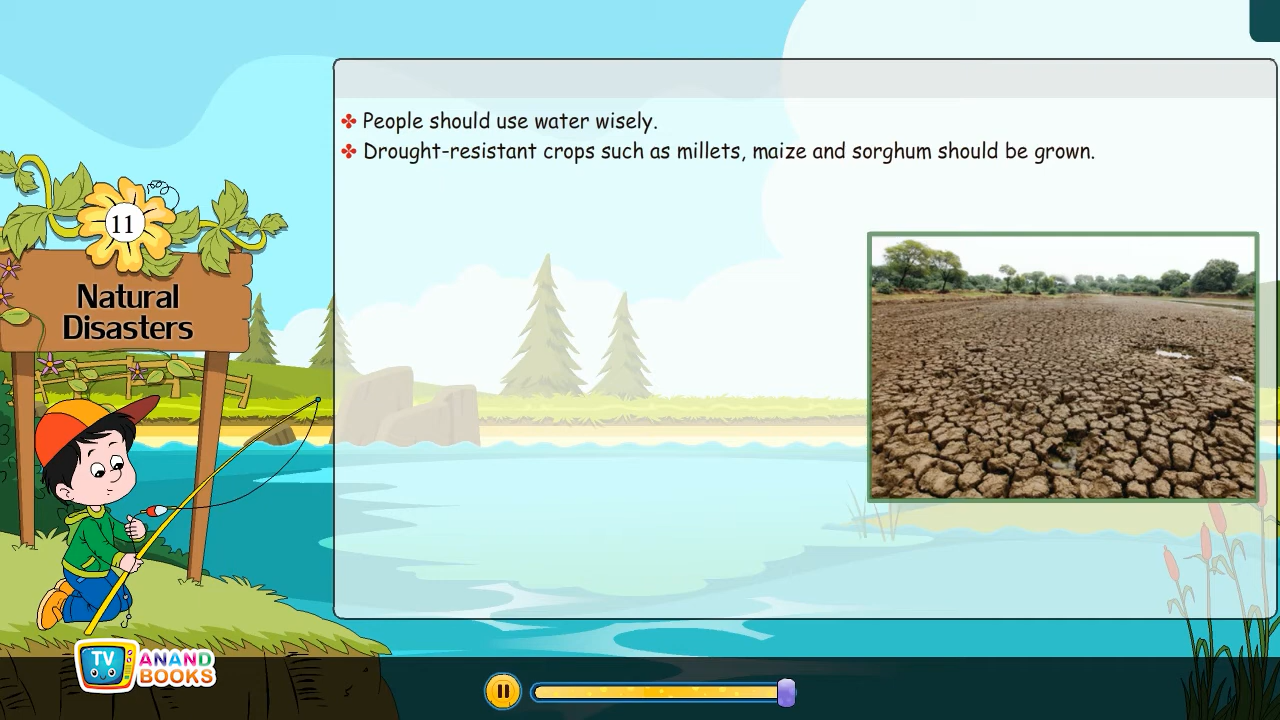 People should use water wisely.
Drought-resistant crops such as millets, maize and sorghum should be grown.
11
Natural
Disasters
TV
ANAND
BOOKS